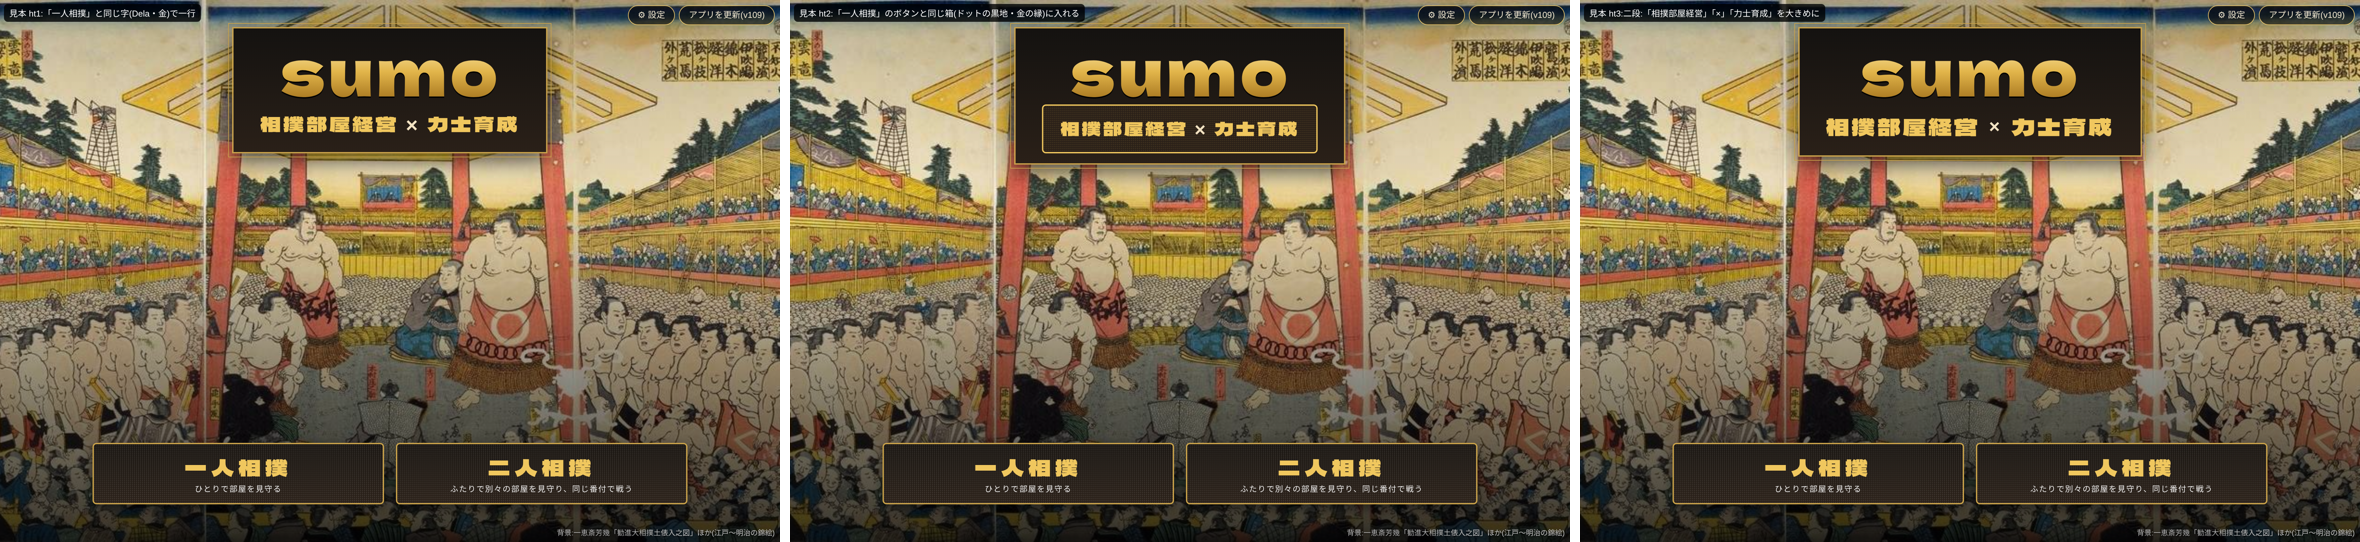 見本 ht1:「一人相撲」と同じ字(Dela・金)で一行
⚙ 設定
アプリを更新(v109)
sumo
相撲部屋経営 × 力士育成
一人相撲
ひとりで部屋を見守る
二人相撲
ふたりで別々の部屋を見守り、同じ番付で戦う
背景:一恵斎芳幾「勧進大相撲土俵入之図」ほか(江戸〜明治の錦絵)
見本 ht2:「一人相撲」のボタンと同じ箱(ドットの黒地・金の縁)に入れる
⚙ 設定
アプリを更新(v109)
sumo
相撲部屋経営 × 力士育成
一人相撲
ひとりで部屋を見守る
二人相撲
ふたりで別々の部屋を見守り、同じ番付で戦う
背景:一恵斎芳幾「勧進大相撲土俵入之図」ほか(江戸〜明治の錦絵)
見本 ht3:二段:「相撲部屋経営」「×」「力士育成」を大きめに
⚙ 設定
アプリを更新(v109)
sumo
相撲部屋経営 × 力士育成
一人相撲
ひとりで部屋を見守る
二人相撲
ふたりで別々の部屋を見守り、同じ番付で戦う
背景:一恵斎芳幾「勧進大相撲土俵入之図」ほか(江戸〜明治の錦絵)